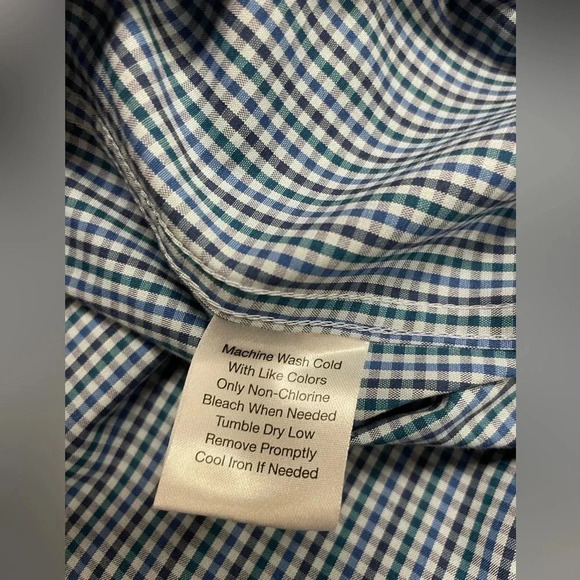 Machine Wash Cold
With Like Colors
Only Non-Chlorine
Bleach When Needed
Tumble Dry Low
Remove Promptly
Cool Iron If Needed